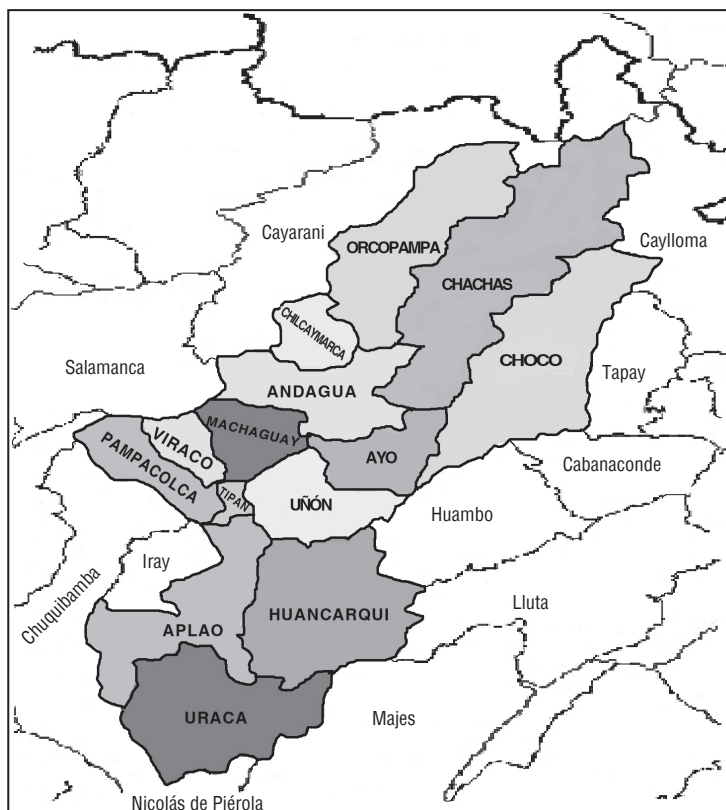 Cayarani
ORCOPAMPA
Caylloma
CHACHAS
CHILCAYMARCA
Salamanca
CHOCO
Tapay
ANDAGUA
MACHAGUAY
VIRACO
PAMPACOLCA
AYO
Cabanaconde
TIPÁN
UÑÓN
Huambo
Iray
Chuquibamba
Lluta
HUANCARQUI
APLAO
URACA
Majes
Nicolás de Piérola